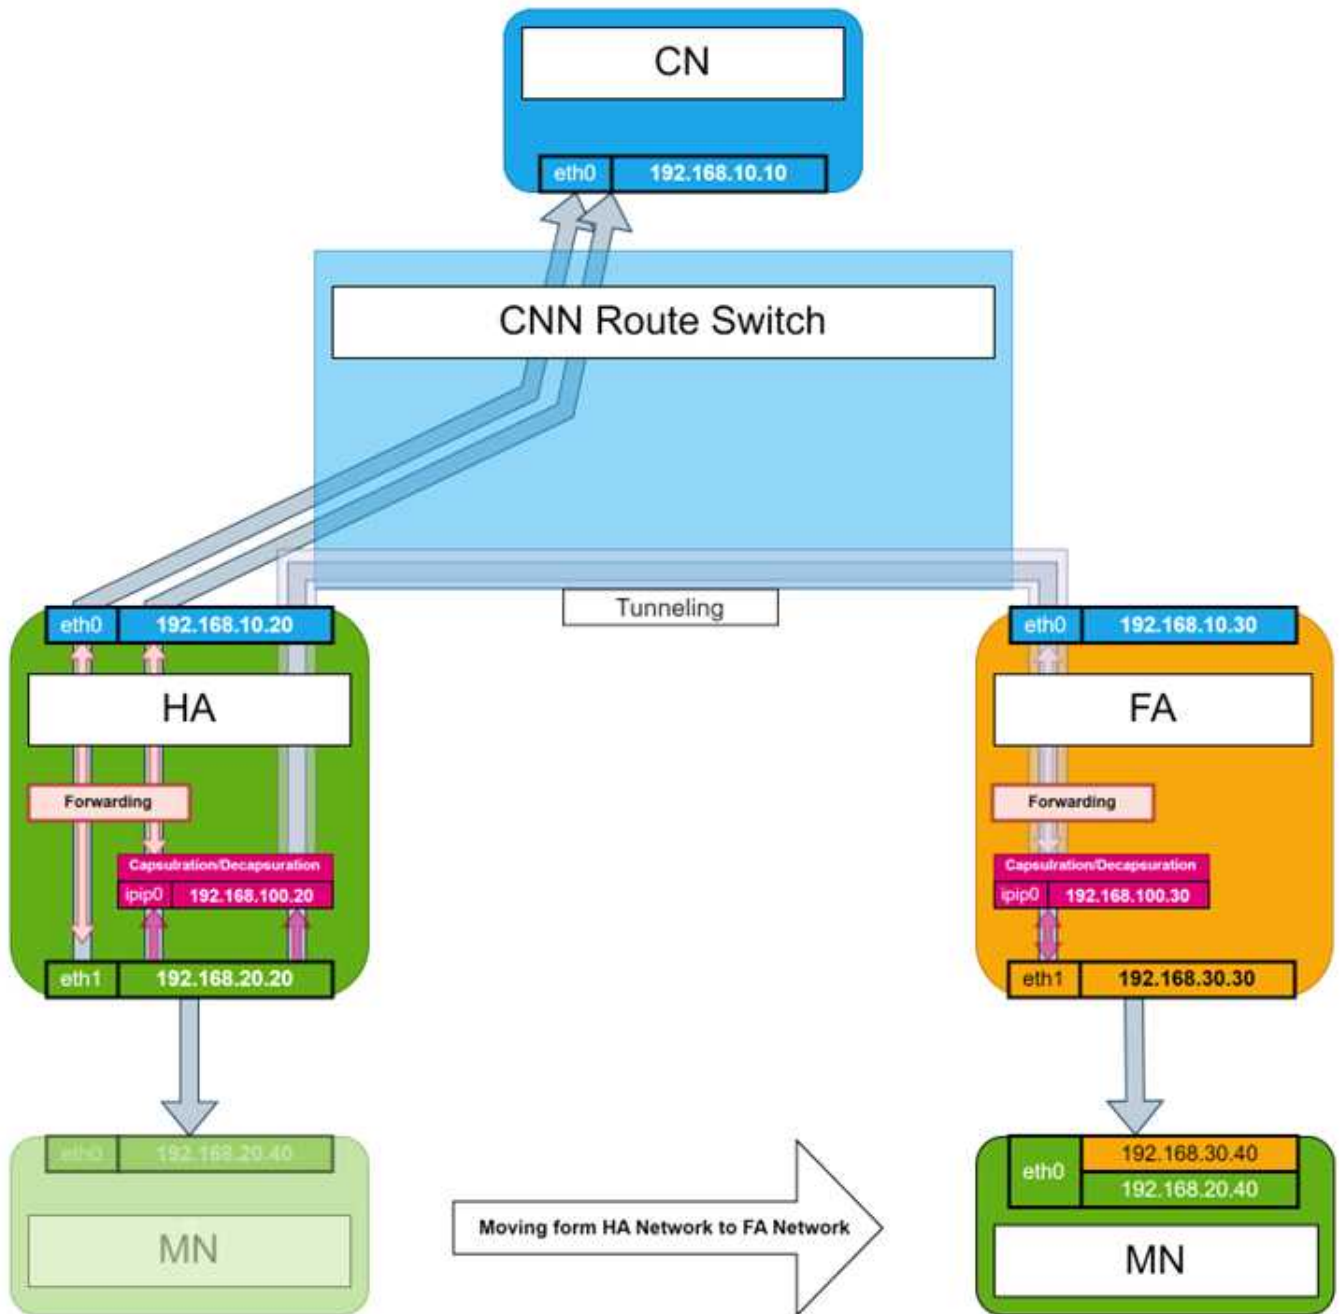 CN
eth0 192.168.10.10
CNN Route Switch
Tunneling
eth0 192.168.10.20
HA
Forwarding
Capsulration/Decapsuration
ipip0 192.168.100.20
eth1 192.168.20.20
eth0 192.168.10.30
FA
Forwarding
Capsulration/Decapsuration
ipip0 192.168.100.30
eth1 192.168.30.30
eth0 192.168.20.40
MN
Moving form HA Network to FA Network
eth0
192.168.30.40
192.168.20.40
MN